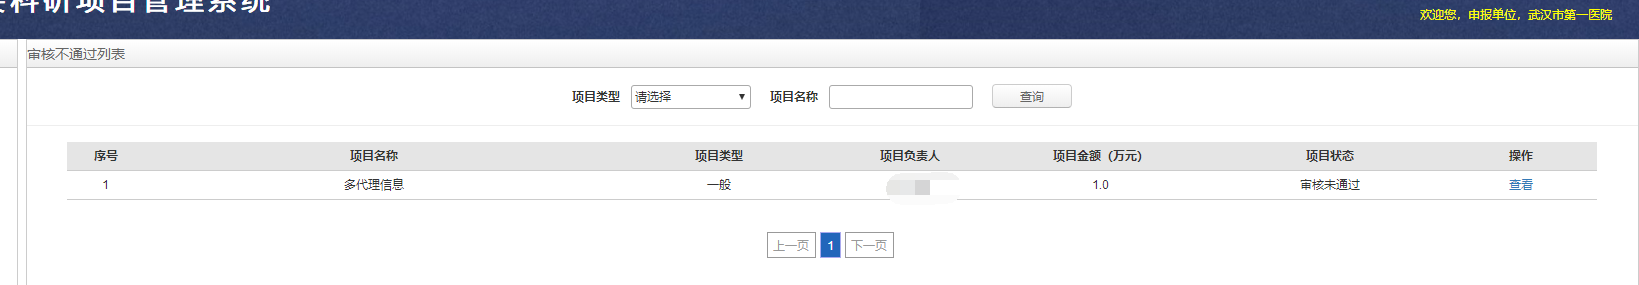 科研项目管理系统
欢迎您，申报单位，武汉市第一医院
审核不通过列表
项目类型 请选择 项目名称 查询
序号 项目名称 项目类型 项目负责人 项目金额（万元） 项目状态 操作
1 多代理信息 一般 1.0 审核未通过 查看
上一页 1 下一页